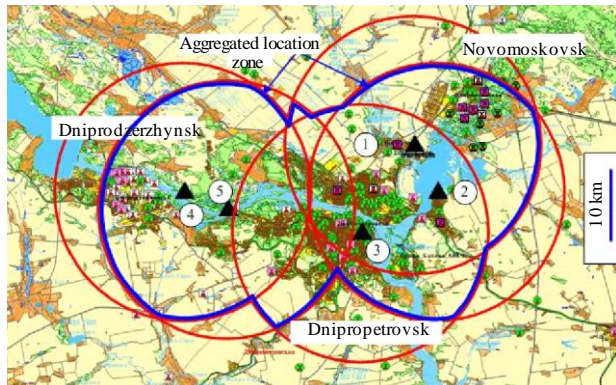 Aggregated location
zone
Novomoskovsk
Dniprodzerzhynsk
1
2
5
4
3
10 km
Dnipropetrovsk